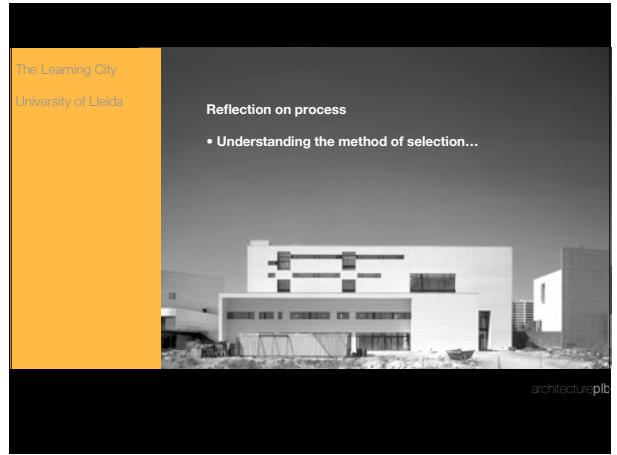 The Learning City
University of Lleida
Reflection on process
• Understanding the method of selection…
architectureplb